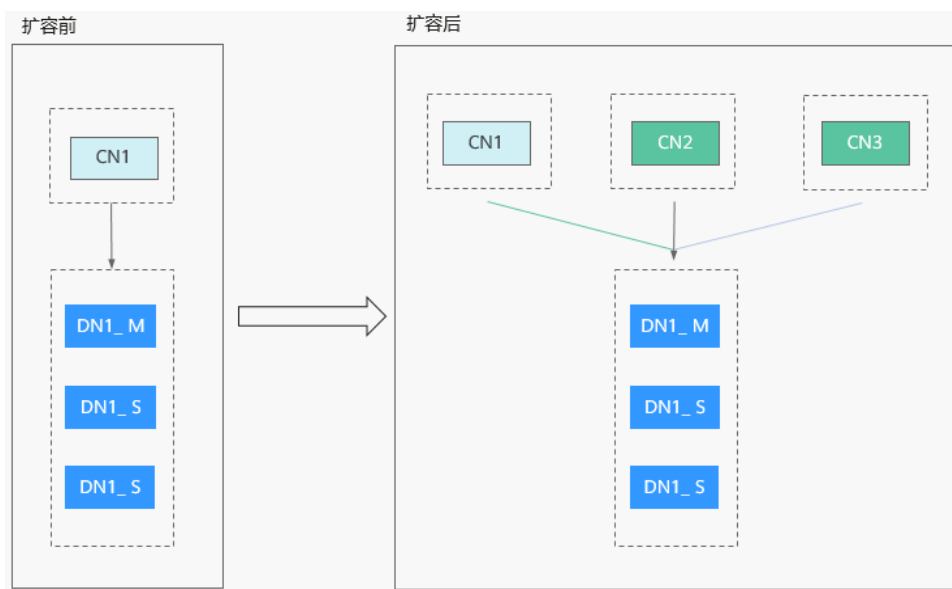 扩容前
CN1
DN1_ M
DN1_ S
DN1_ S
扩容后
CN1
CN2
CN3
DN1_ M
DN1_ S
DN1_ S